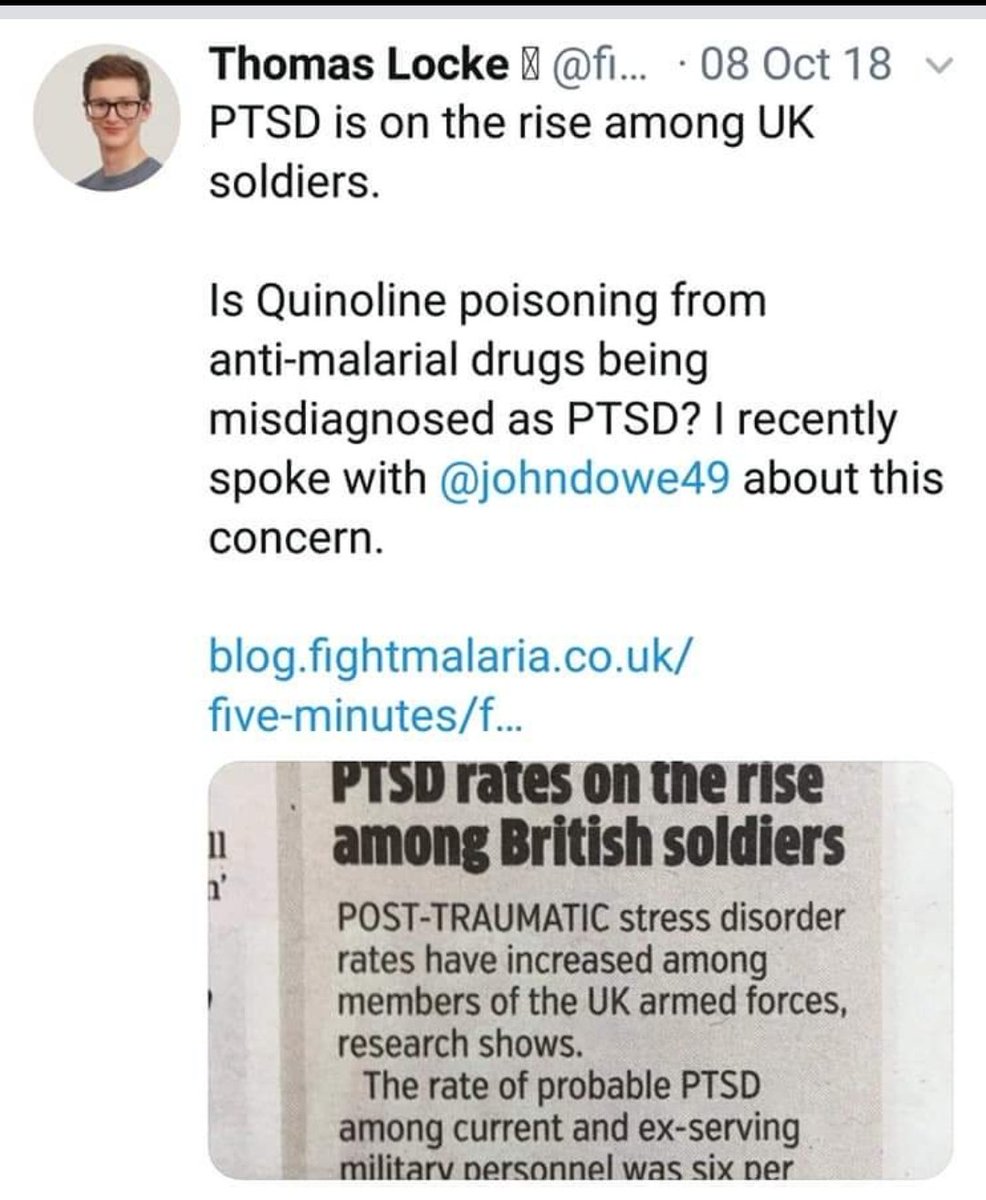 Thomas Locke @fi... · 08 Oct 18
PTSD is on the rise among UK
soldiers.
Is Quinoline poisoning from
anti-malarial drugs being
misdiagnosed as PTSD? I recently
spoke with @johndowe49 about this
concern.
blog.fightmalaria.co.uk/
five-minutes/f...
ll
n'
PTSD rates on the rise
among British soldiers
POST-TRAUMATIC stress disorder
rates have increased among
members of the UK armed forces,
research shows.
The rate of probable PTSD
among current and ex-serving
military personnel was six per